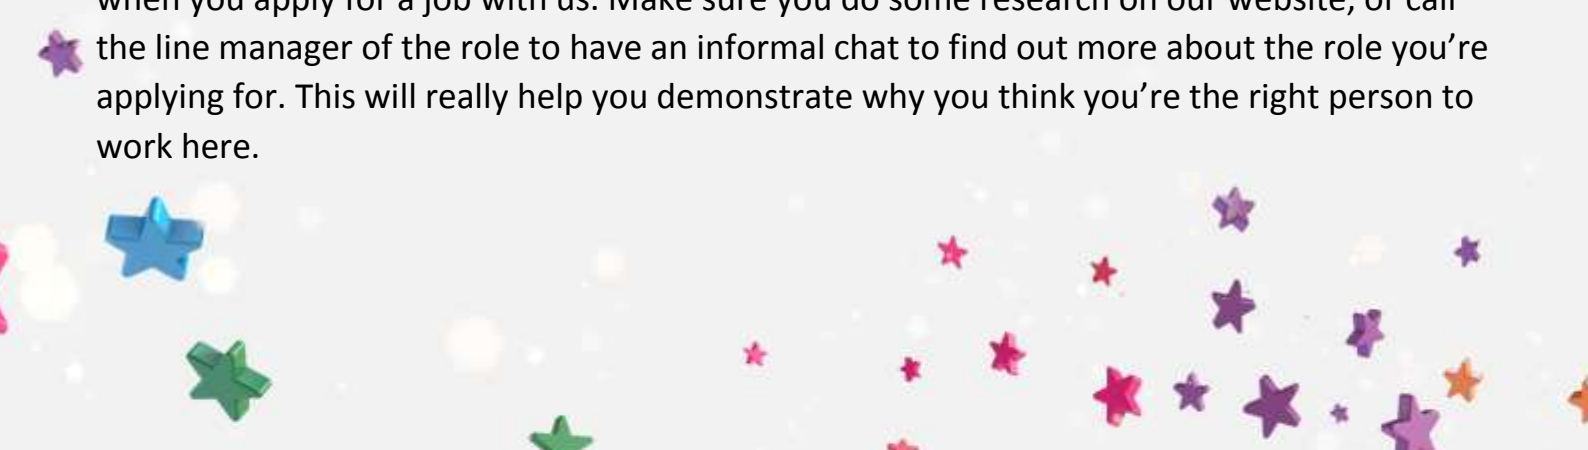 when you apply for a job with us. Make sure you do some research on our website, or call
the line manager of the role to have an informal chat to find out more about the role you’re
applying for. This will really help you demonstrate why you think you’re the right person to
work here.